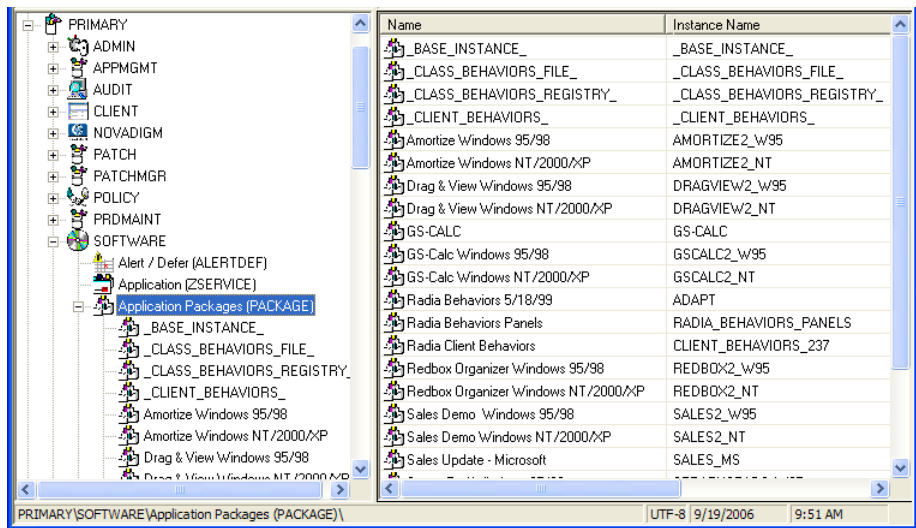 PRIMARY
ADMIN
APPMGMT
AUDIT
CLIENT
NOVADIGM
PATCH
PATCHMGR
POLICY
PRDMAINT
SOFTWARE
Alert / Defer (ALERTDEF)
Application (ZSERVICE)
Application Packages (PACKAGE)
_BASE_INSTANCE_
_CLASS_BEHAVIORS_FILE_
_CLASS_BEHAVIORS_REGISTRY_
_CLIENT_BEHAVIORS_
Amortize Windows 95/98
Amortize Windows NT/2000/XP
Drag & View Windows 95/98
Drag & View Windows NT/2000/XP
Name Instance Name
_BASE_INSTANCE_ _BASE_INSTANCE_
_CLASS_BEHAVIORS_FILE_ _CLASS_BEHAVIORS_FILE_
_CLASS_BEHAVIORS_REGISTRY_ _CLASS_BEHAVIORS_REGISTRY_
_CLIENT_BEHAVIORS_ _CLIENT_BEHAVIORS_
Amortize Windows 95/98 AMORTIZE2_W95
Amortize Windows NT/2000/XP AMORTIZE2_NT
Drag & View Windows 95/98 DRAGVIEW2_W95
Drag & View Windows NT/2000/XP DRAGVIEW2_NT
GS-CALC GS-CALC
GS-Calc Windows 95/98 GSCALC2_W95
GS-Calc Windows NT/2000/XP GSCALC2_NT
Radia Behaviors 5/18/99 ADAPT
Radia Behaviors Panels RADIA_BEHAVIORS_PANELS
Radia Client Behaviors CLIENT_BEHAVIORS_237
Redbox Organizer Windows 95/98 REDBOX2_W95
Redbox Organizer Windows NT/2000/XP REDBOX2_NT
Sales Demo Windows 95/98 SALES2_W95
Sales Demo Windows NT/2000/XP SALES2_NT
Sales Update - Microsoft SALES_MS
PRIMARY\SOFTWARE\Application Packages (PACKAGE)\ UTF-8 9/19/2006 9:51 AM